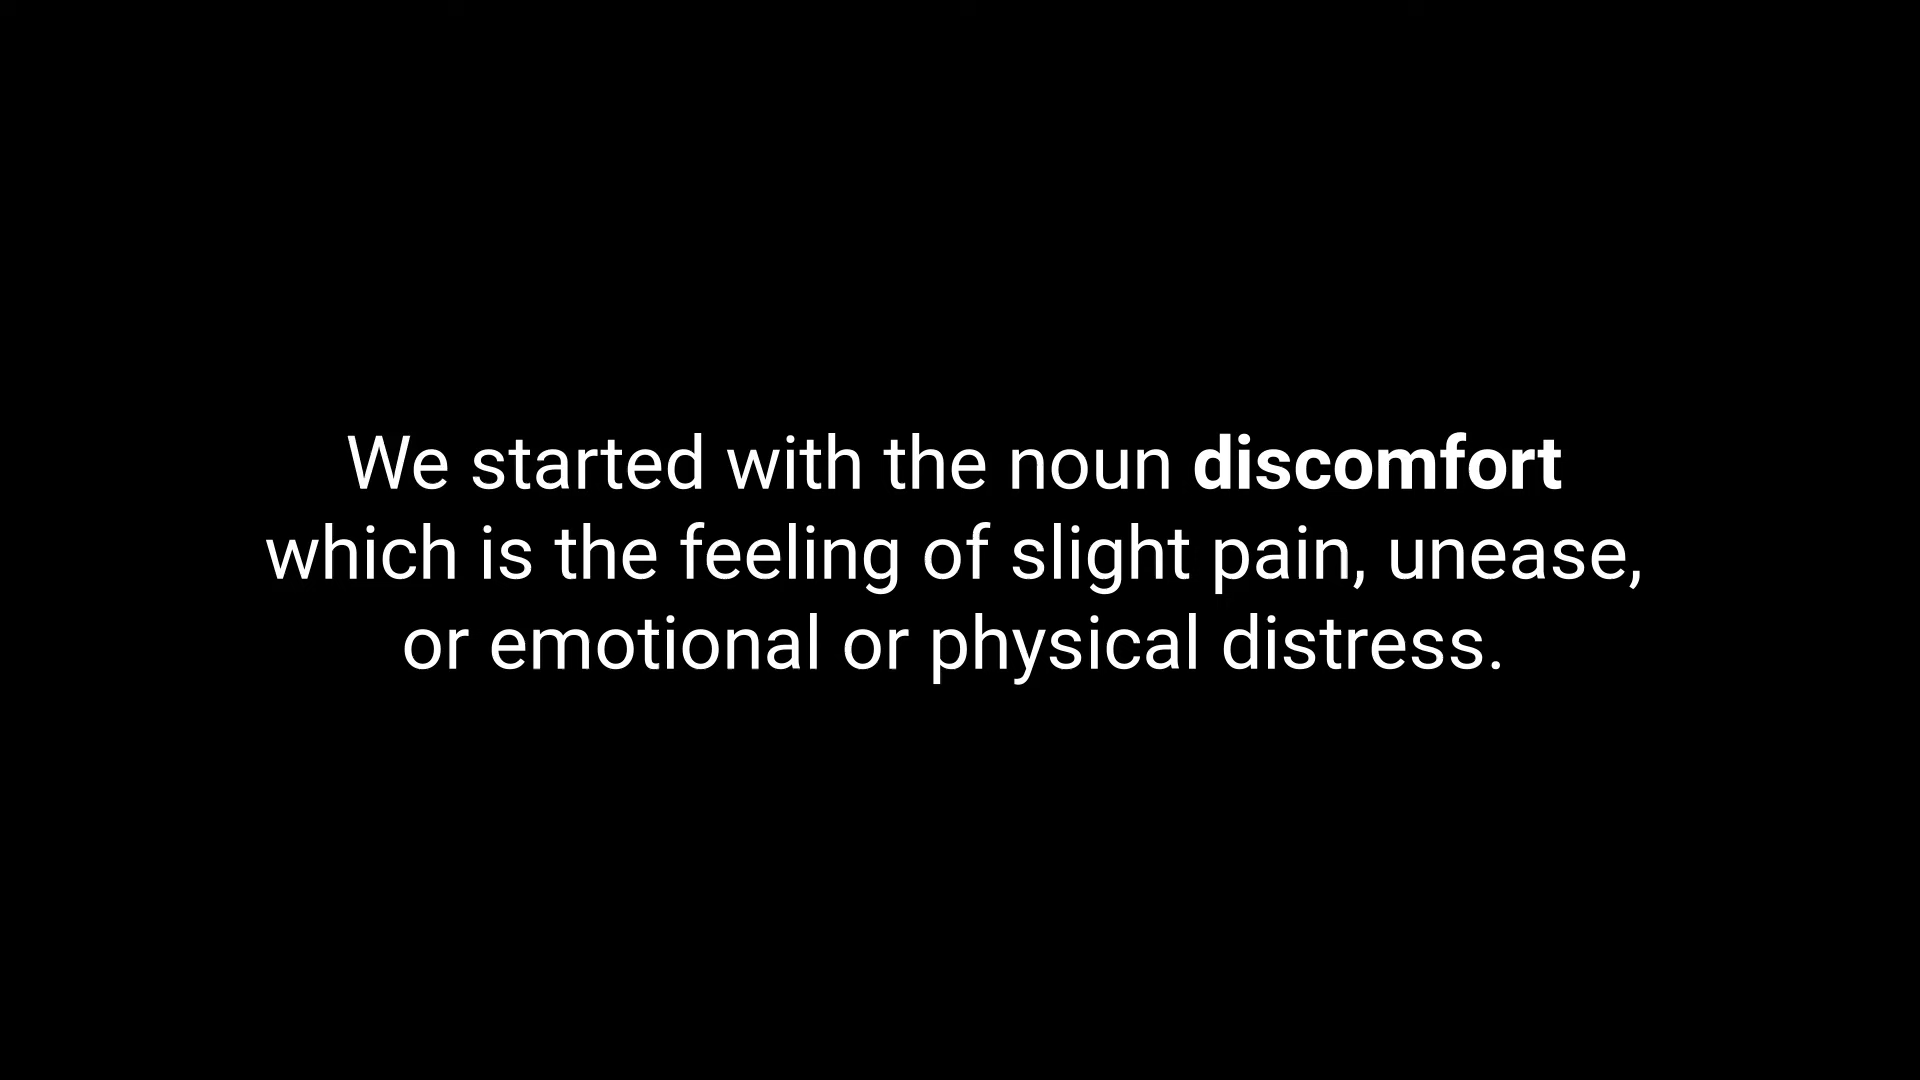 We started with the noun discomfort
which is the feeling of slight pain, unease,
or emotional or physical distress.